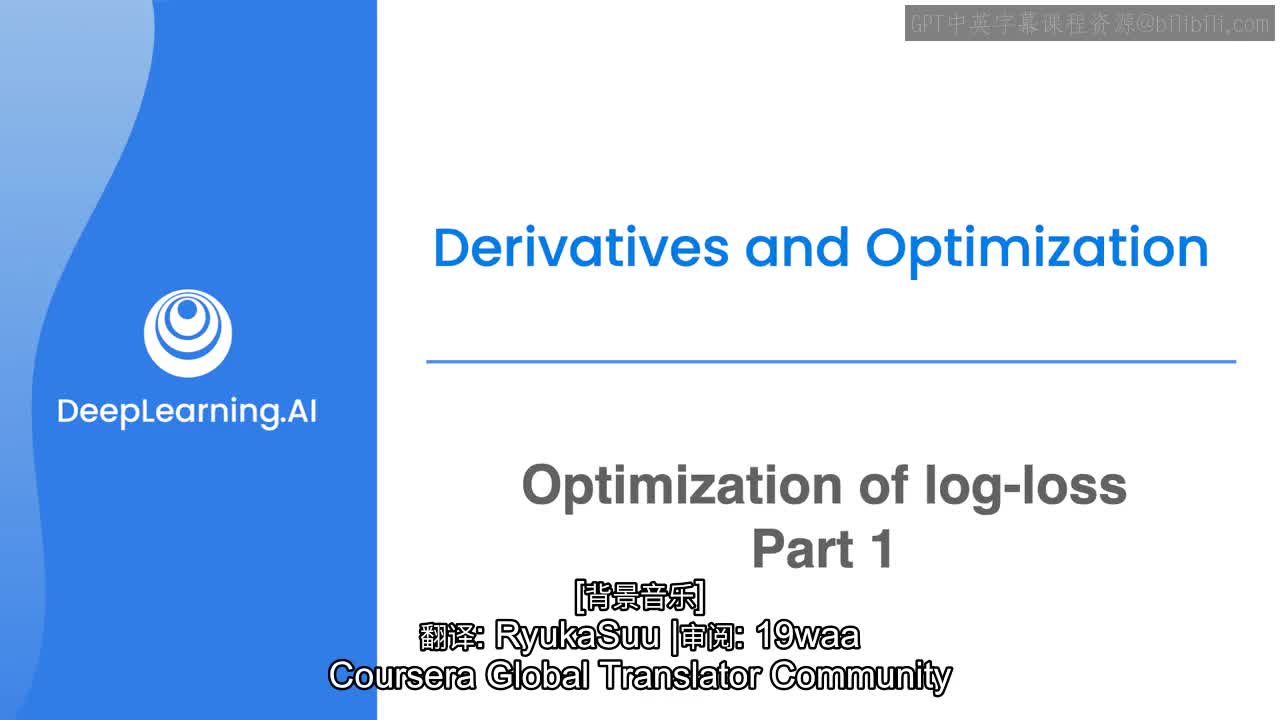 GPT中英字幕课程资源@bilibili.com
Derivatives and Optimization
DeepLearning.AI
Optimization of log-loss
Part 1
[背景音乐]
翻译: RyukaSuu |审阅: 19waa
Coursera Global Translator Community